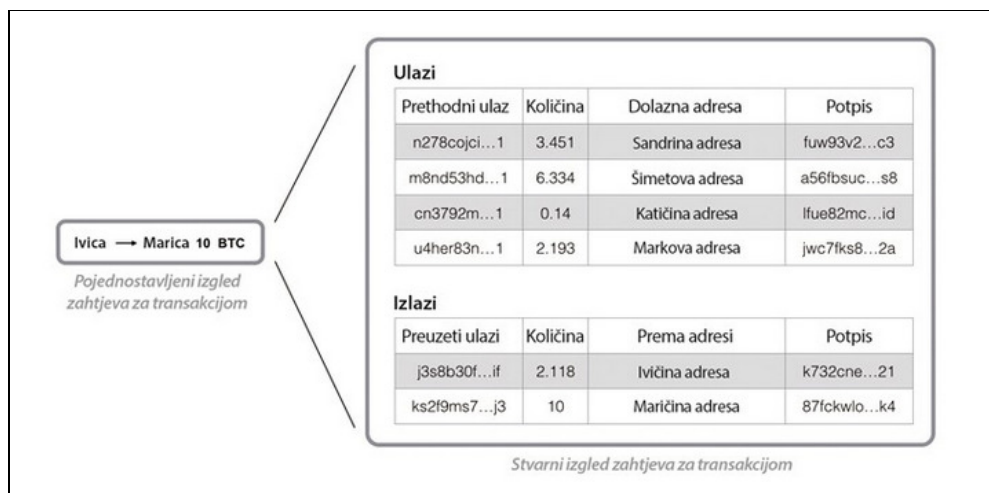 Ivica → Marica 10 BTC
Pojednostavljeni izgled
zahtjeva za transakcijom
Ulazi
Prethodni ulaz Količina Dolazna adresa Potpis
n278cojci...1 3.451 Sandrina adresa fuw93v2...c3
m8nd53hd...1 6.334 Šimetova adresa a56fbsuc...s8
cn3792m...1 0.14 Katičina adresa lfue82mc...id
u4her83n...1 2.193 Markova adresa jwc7fks8...2a
Izlazi
Preuzeti ulazi Količina Prema adresi Potpis
j3s8b30f...if 2.118 Ivičina adresa k732cne...21
ks2f9ms7...j3 10 Maričina adresa 87fckwlo...k4
Stvarni izgled zahtjeva za transakcijom